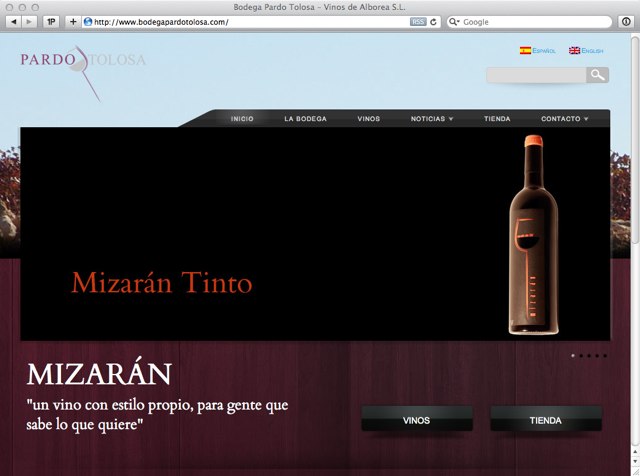 Bodega Pardo Tolosa – Vinos de Alborea S.L.
1P
http://www.bodegapardotolosa.com/
RSS
Google
PARDO TOLOSA
ESPAÑOL
ENGLISH
INICIO
LA BODEGA
VINOS
NOTICIAS
TIENDA
CONTACTO
Mizarán Tinto
MIZARÁN
MIZARÁN
"un vino con estilo propio, para gente que
sabe lo que quiere"
VINOS
TIENDA